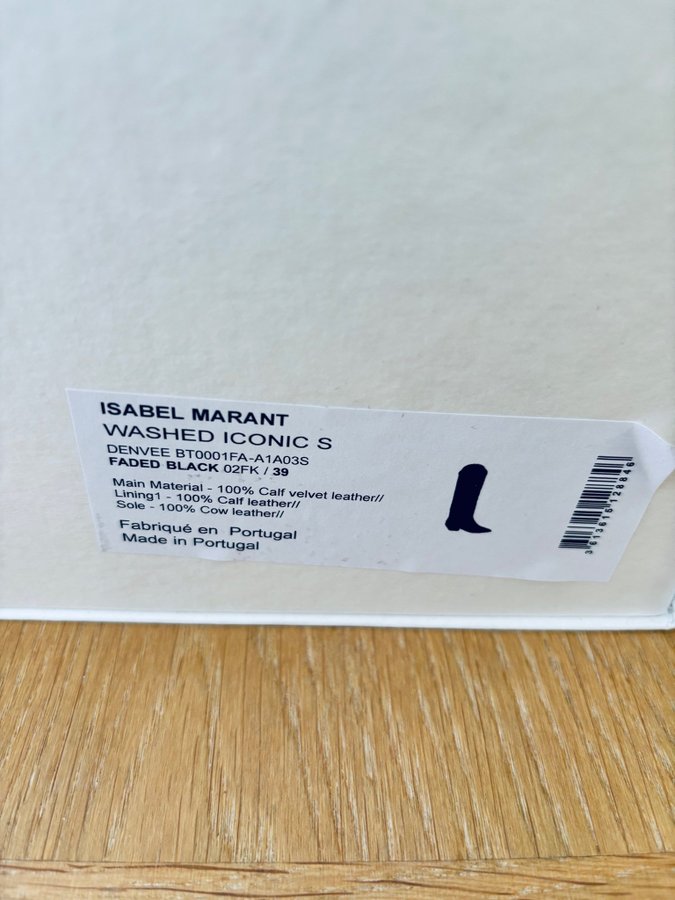 ISABEL MARANT
WASHED ICONIC S
DENVEE BT0001FA-A1A03S
FADED BLACK 02FK / 39
Main Material - 100% Calf velvet leather//
Lining1 - 100% Calf leather//
Sole - 100% Cow leather//
Fabriqué en Portugal
Made in Portugal
3613615128846